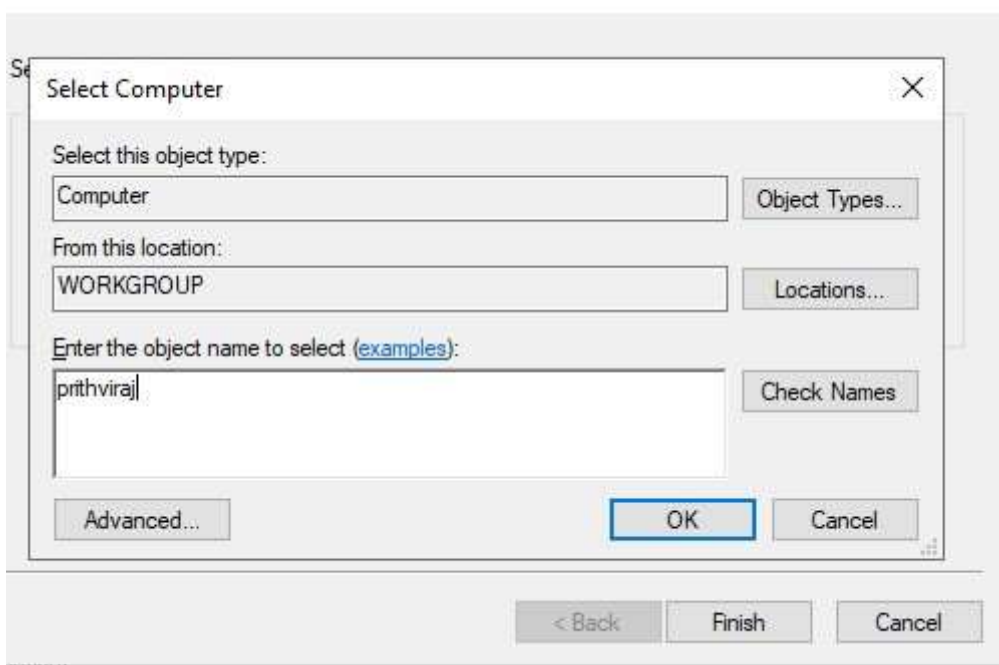 Se
Select Computer
Select this object type:
Computer
Object Types...
From this location:
WORKGROUP
Locations...
Enter the object name to select (examples):
prithviraj
Check Names
Advanced...
OK
Cancel
< Back
Finish
Cancel